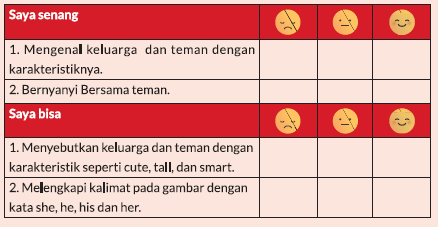 Saya senang
1. Mengenal keluarga dan teman dengan
karakteristiknya.
2. Bernyanyi Bersama teman.
Saya bisa
1. Menyebutkan keluarga dan teman dengan
karakteristik seperti cute, tall, dan smart.
2. Melengkapi kalimat pada gambar dengan
kata she, he, his dan her.